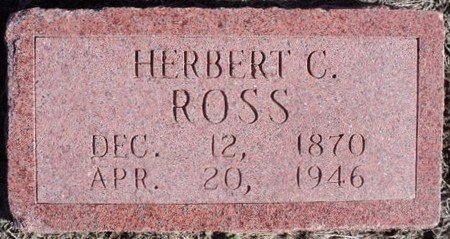 HERBERT C.
ROSS
DEC. 12, 1870
APR. 20, 1946